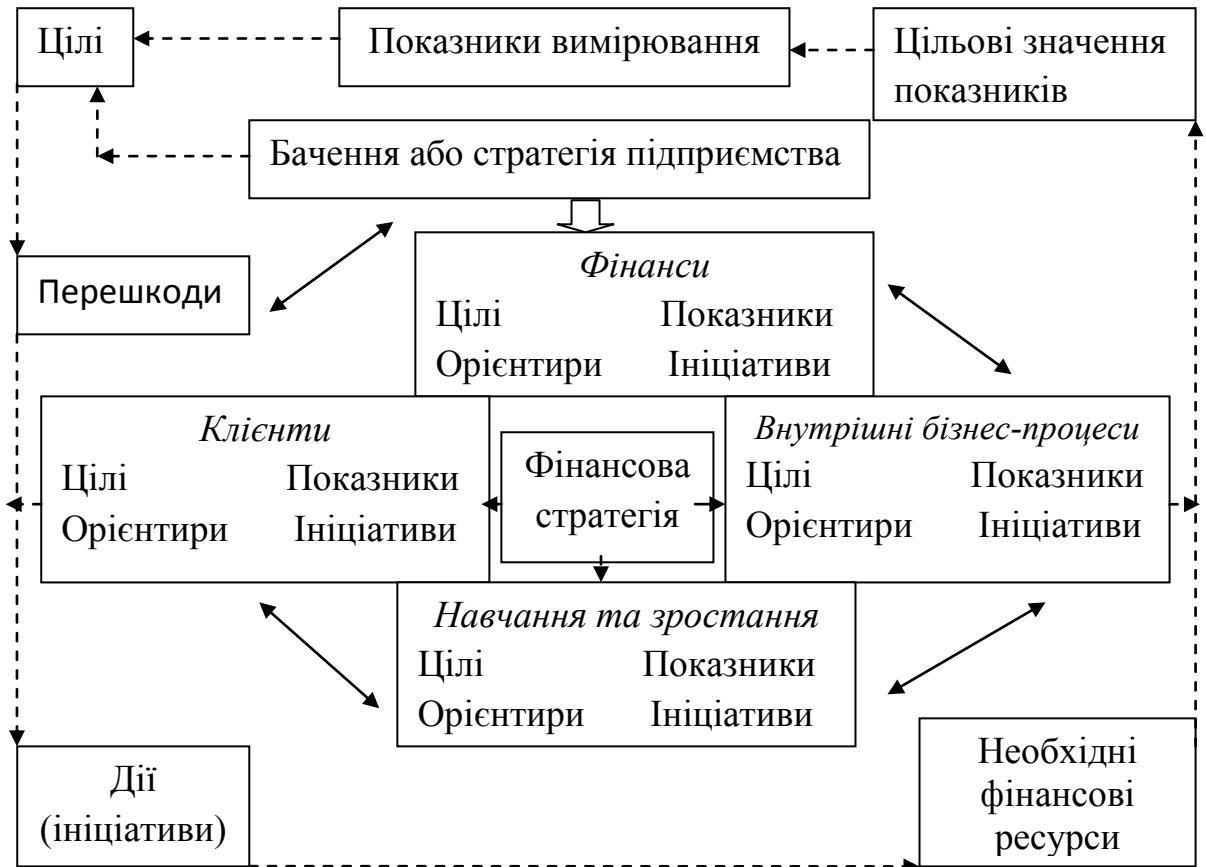 Цілі
Показники вимірювання
Цільові значення
показників
Бачення або стратегія підприємства
Перешкоди
Фінанси
Цілі Показники
Орієнтири Ініціативи
Клієнти
Цілі Показники
Орієнтири Ініціативи
Фінансова
стратегія
Внутрішні бізнес-процеси
Цілі Показники
Орієнтири Ініціативи
Навчання та зростання
Цілі Показники
Орієнтири Ініціативи
Дії
(ініціативи)
Необхідні
фінансові
ресурси